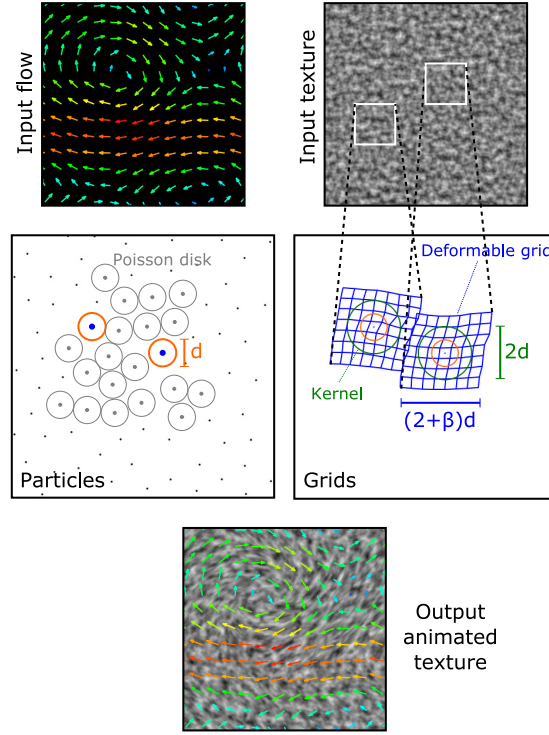 Input flow
Input texture
Poisson disk
d
Particles
Deformable grid
2d
Kernel
(2+β)d
Grids
Output
animated
texture